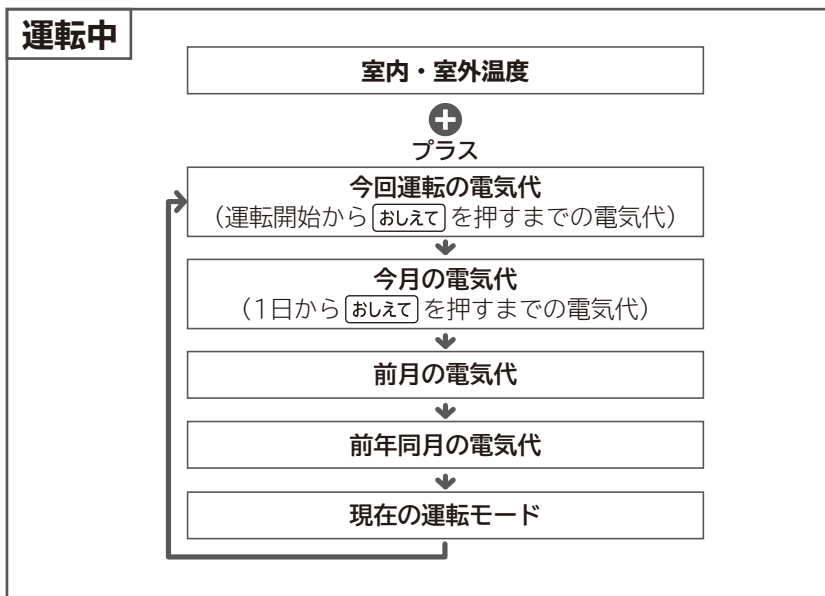 運転中
室内・室外温度
プラス
今回運転の電気代
(運転開始から おしえて を押すまでの電気代)
今月の電気代
(1日から おしえて を押すまでの電気代)
前月の電気代
前年同月の電気代
現在の運転モード